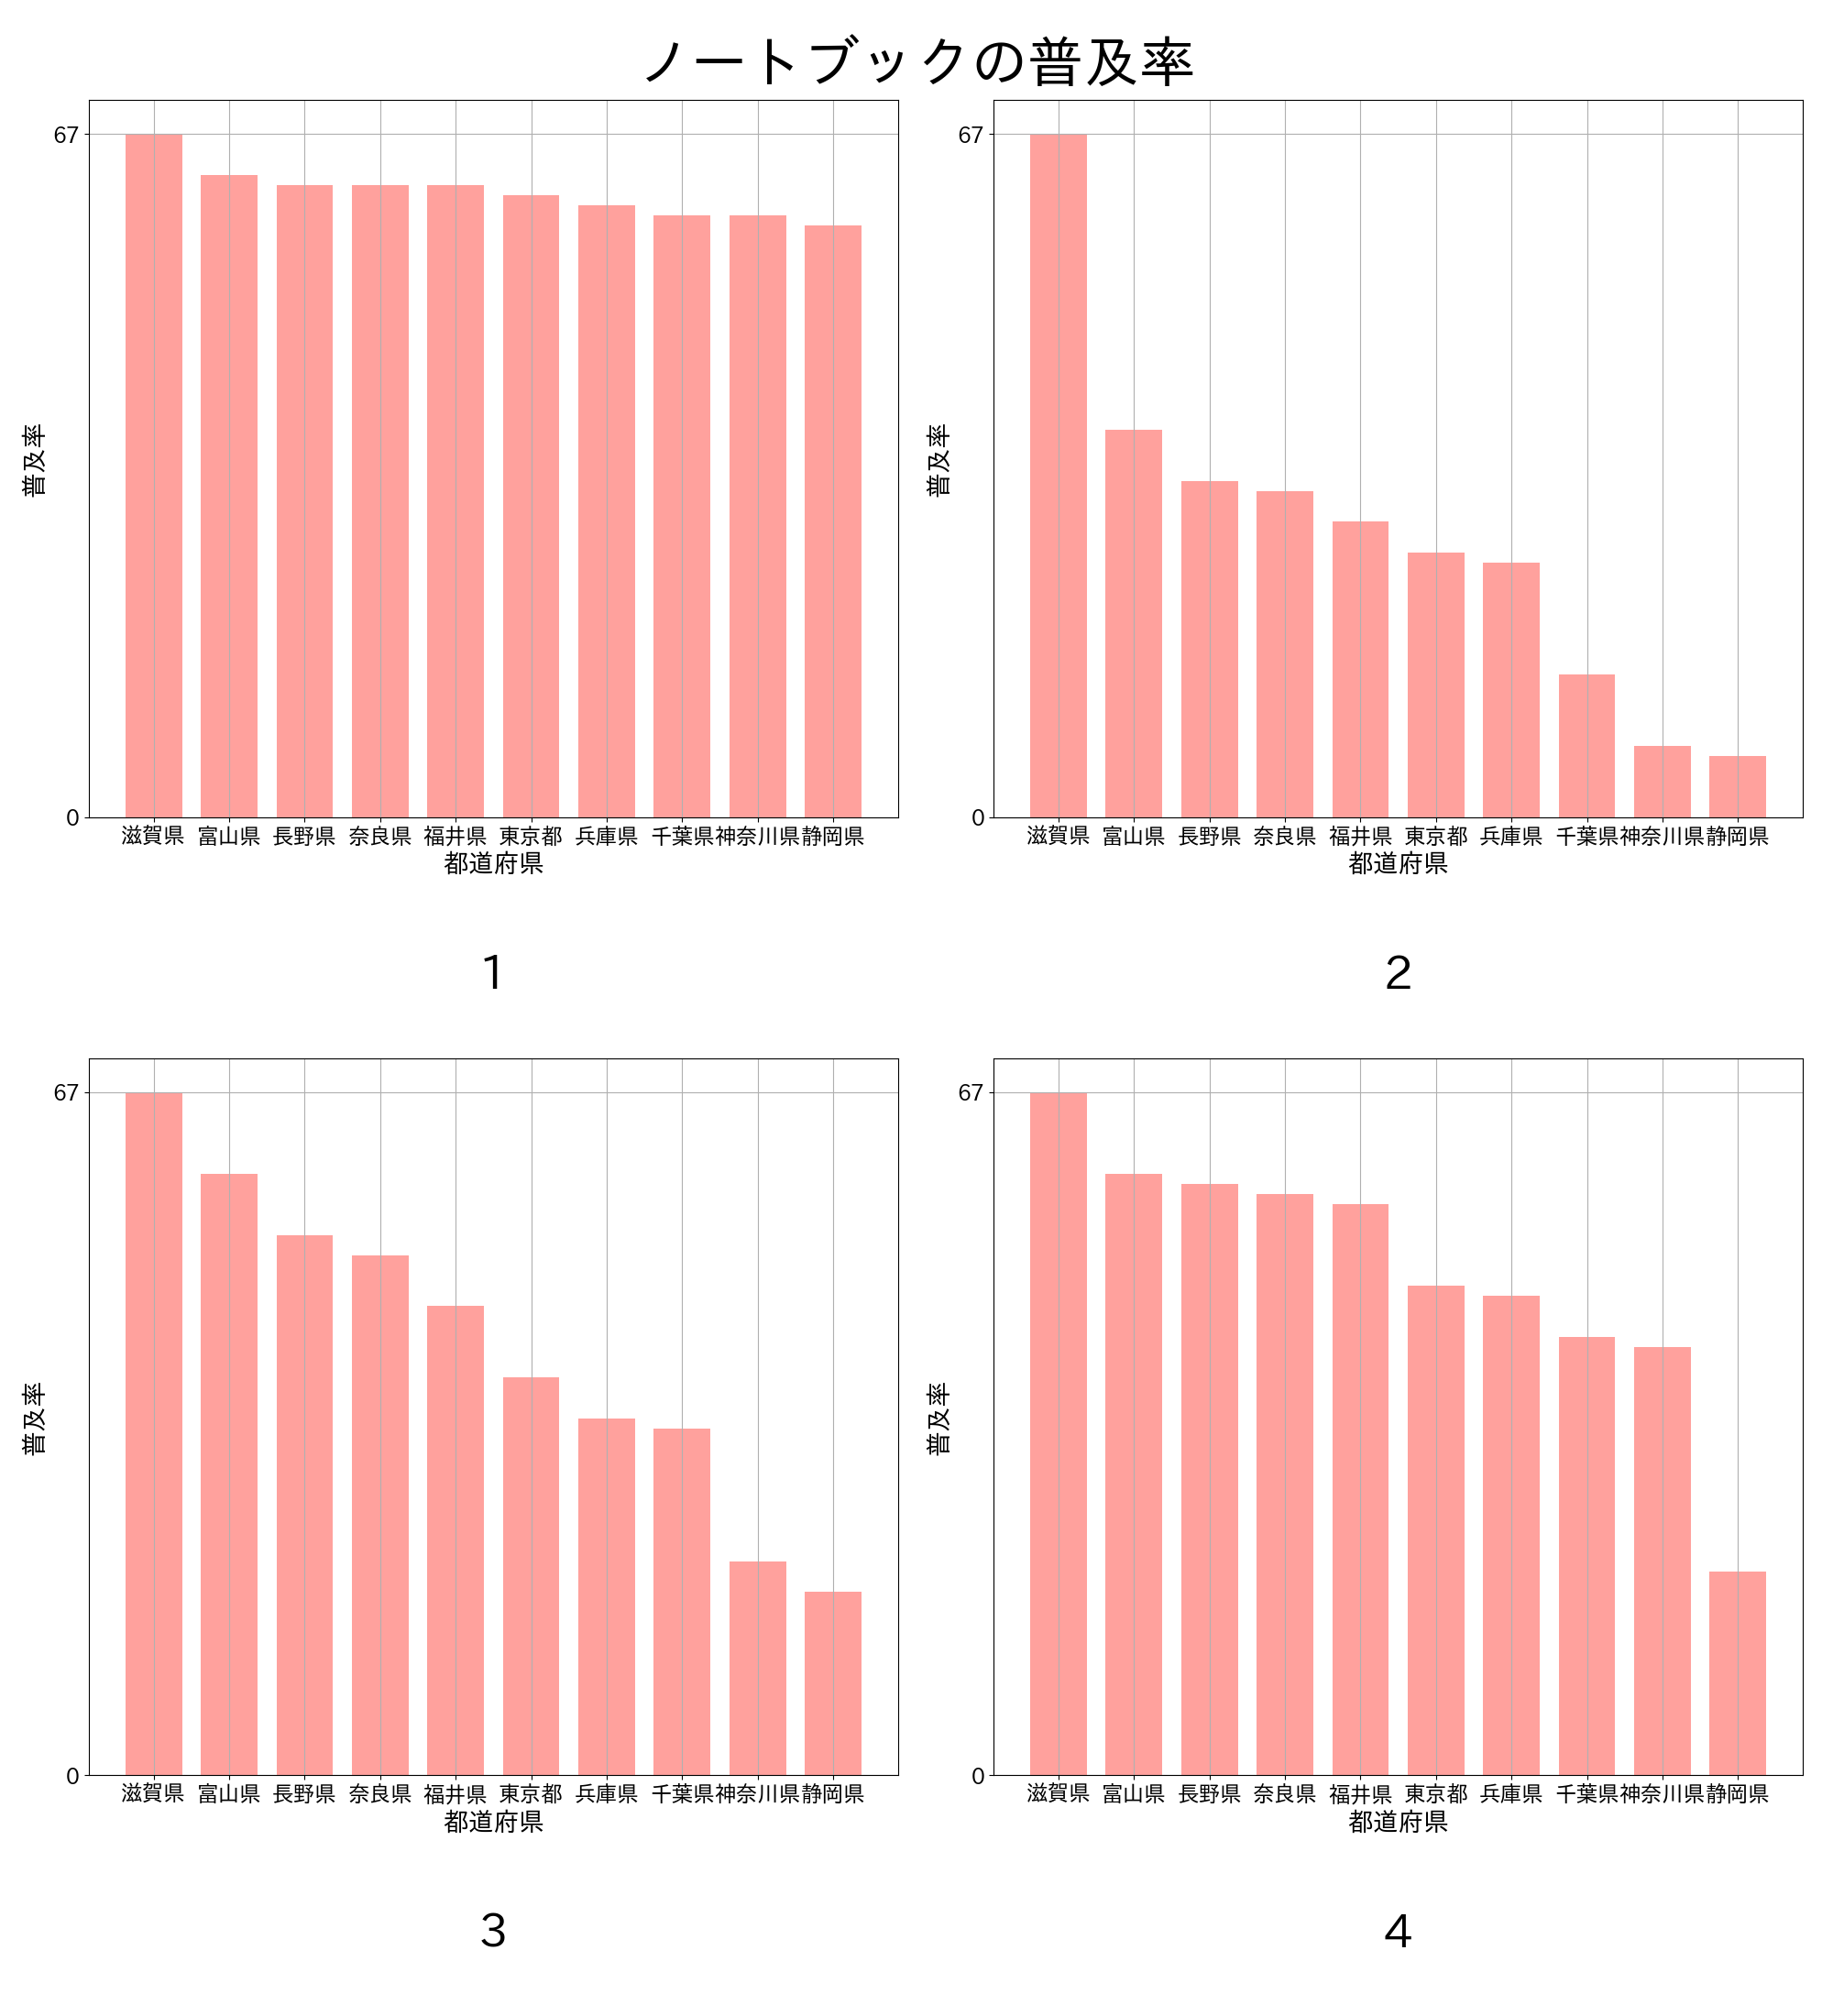 ノートブックの普及率
67
0
普及率
滋賀県 富山県 長野県 奈良県 福井県 東京都 兵庫県 千葉県 神奈川県 静岡県
都道府県
1
67
0
普及率
滋賀県 富山県 長野県 奈良県 福井県 東京都 兵庫県 千葉県 神奈川県 静岡県
都道府県
2
67
0
普及率
滋賀県 富山県 長野県 奈良県 福井県 東京都 兵庫県 千葉県 神奈川県 静岡県
都道府県
3
67
0
普及率
滋賀県 富山県 長野県 奈良県 福井県 東京都 兵庫県 千葉県 神奈川県 静岡県
都道府県
4